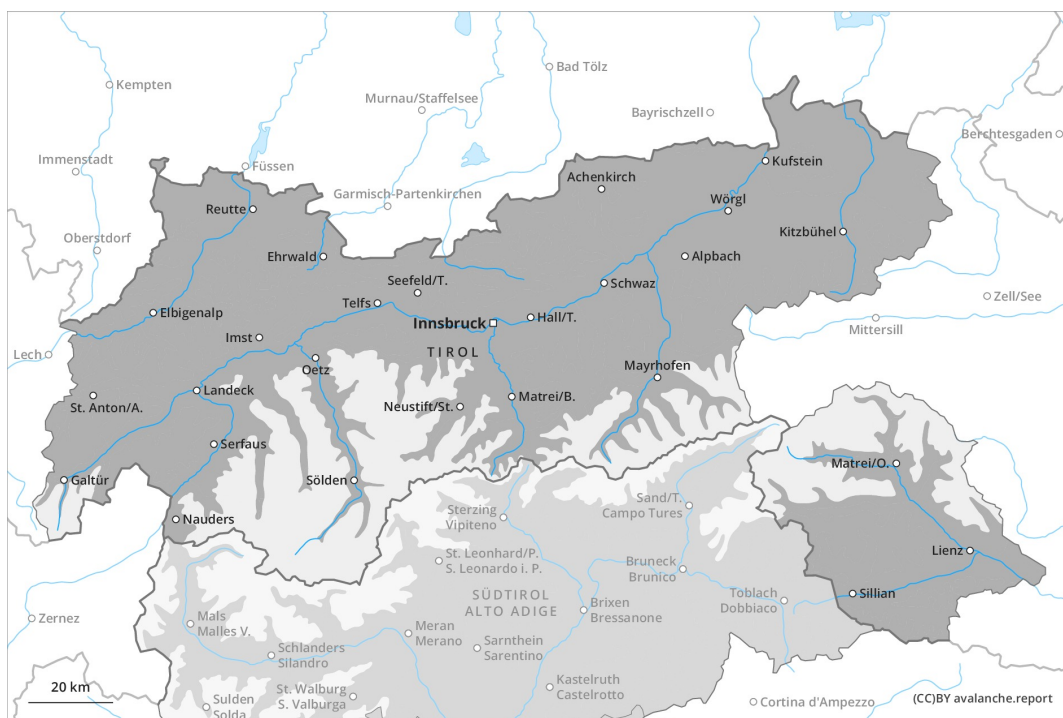 Bad Tölz
Kempten
Murnau/Staffelsee
Bayrischzell
Berchtesgaden
Immenstadt
Füssen
Kufstein
Achenkirch
Garmisch-Partenkirchen
Reutte
Wörgl
Oberstdorf
Kitzbühel
Ehrwald
Alpbach
Seefeld/T.
Schwaz
Zell/See
Telfs
Elbigenalp
Hall/T.
Innsbruck
Mittersill
Imst
TIROL
Lech
Oetz
Mayrhofen
Landeck
St. Anton/A.
Matrei/B.
Neustift/St.
Serfaus
Matrei/O.
Galtür
Sölden
Sand/T.
Campo Tures
Sterzing
Vipiteno
Nauders
Lienz
St. Leonhard/P.
S. Leonardo i. P.
Bruneck
Brunico
SÜDTIROL
ALTO ADIGE
Sillian
Toblach
Dobbiaco
Brixen
Bressanone
Zernez
Mals
Malles V.
Meran
Merano
Sarnthein
Sarentino
Schlanders
Silandro
Kastelruth
Castelrotto
St. Walburg
S. Valburga
20 km
Sulden
Solda
Cortina d'Ampezzo
(CC)BY avalanche.report